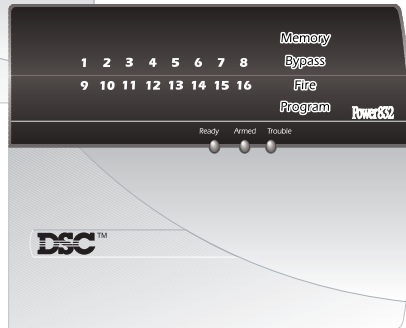 Memory
1 2 3 4 5 6 7 8 Bypass
9 10 11 12 13 14 15 16 Fire
Program Power832
Ready Armed Trouble
DSC™